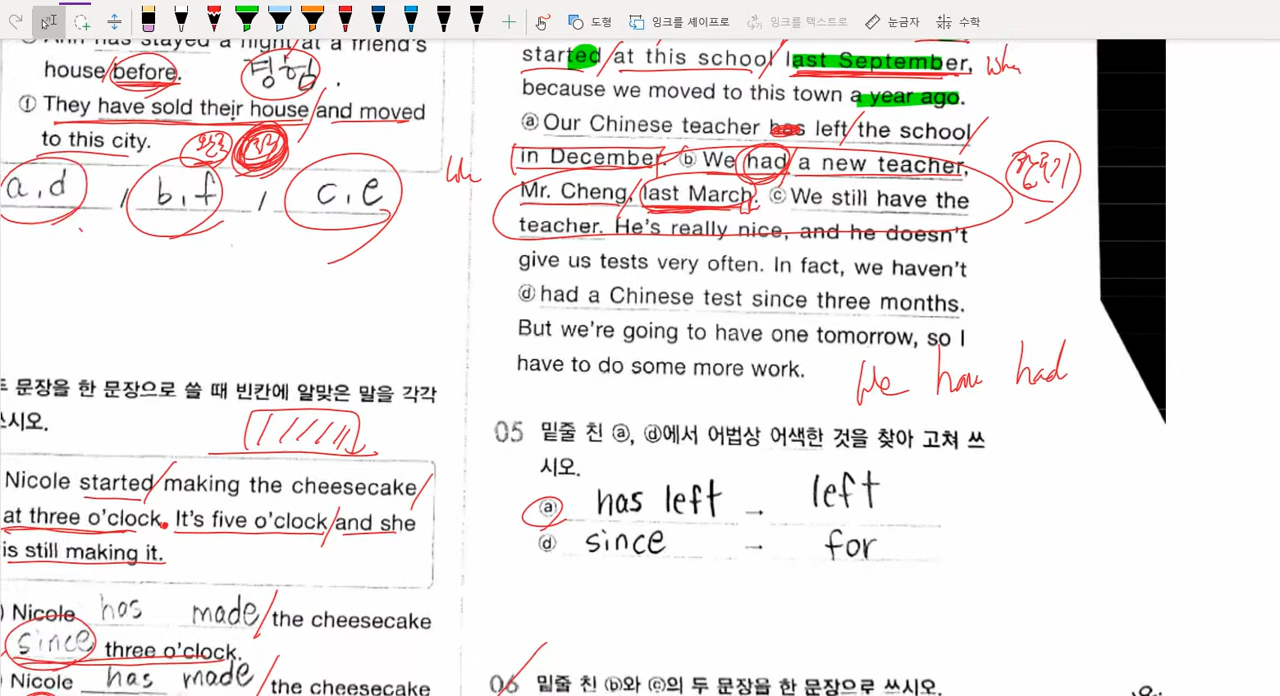 도형
잉크를 셰이프로
잉크를 텍스트로
눈금자
수학
Ann has stayed a night at a friend's
house before. 경험 .
① They have sold their house and moved
to this city. 완료
a, d / b, f / c, e
두 문장을 한 문장으로 쓸 때 빈칸에 알맞은 말을 각각
쓰시오.
Nicole started making the cheesecake
at three o'clock. It's five o'clock and she
is still making it.
) Nicole has made the cheesecake
since three o'clock.
Nicole has made the cheesecake
started at this school last September, when
because we moved to this town a year ago.
ⓐ Our Chinese teacher has left the school
in December. ⓑ We had a new teacher,
Mr. Cheng, last March. ⓒ We still have the
teacher. He's really nice, and he doesn't
give us tests very often. In fact, we haven't
ⓓ had a Chinese test since three months.
But we're going to have one tomorrow, so I
have to do some more work.
We have had
05 밑줄 친 ⓐ, ⓓ에서 어법상 어색한 것을 찾아 고쳐 쓰
시오.
ⓐ has left → left
ⓓ since → for
06 밑줄 친 ⓑ와 ⓒ의 두 문장을 한 문장으로 쓰시오.